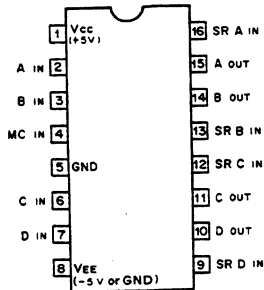 1 VCC 16 SR A IN
(+5V)
A IN 2 15 A OUT
B IN 3 14 B OUT
MC IN 4 13 SR B IN
5 GND 12 SR C IN
C IN 6 11 C OUT
D IN 7 10 D OUT
8 VEE 9 SR D IN
(-5 V or GND)